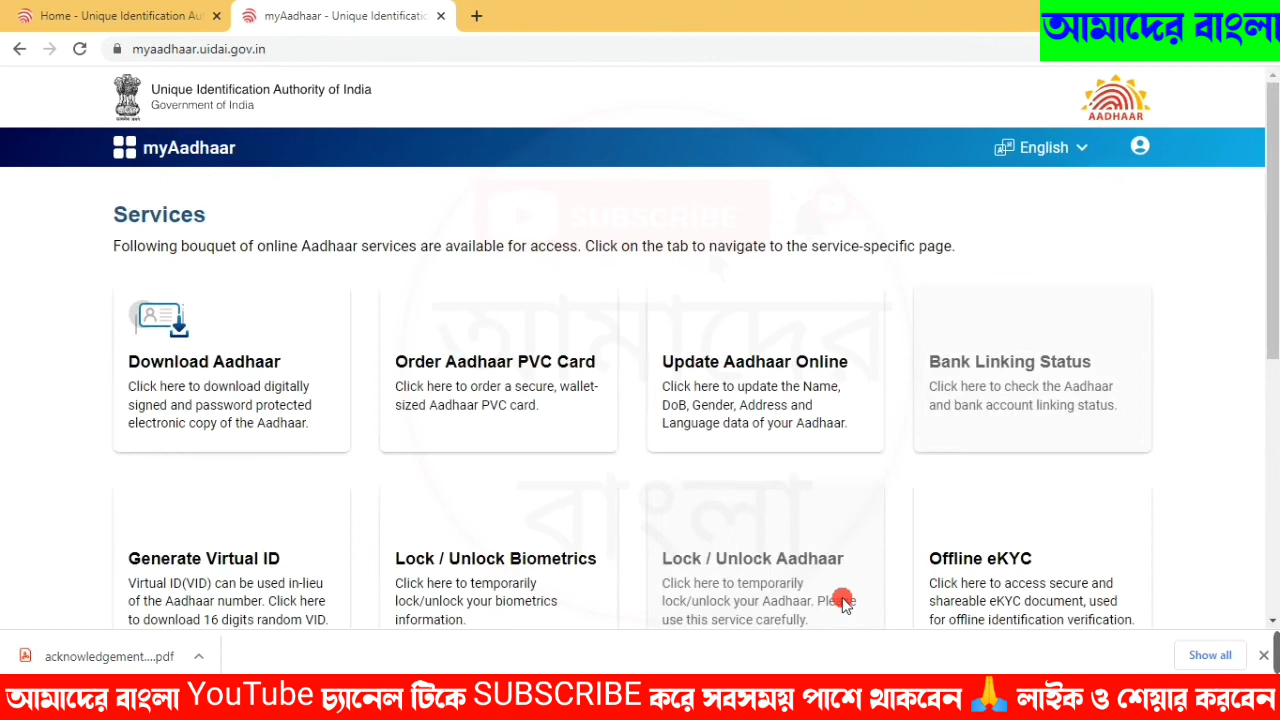 Home - Unique Identification Au
myAadhaar - Unique Identificatic
আমাদের বাংলা
myaadhaar.uidai.gov.in
Unique Identification Authority of India
Government of India
AADHAAR
myAadhaar
English
SUBSCRIBE
Services
Following bouquet of online Aadhaar services are available for access. Click on the tab to navigate to the service-specific page.
আমাদের
বাংলা
Download Aadhaar
Click here to download digitally
signed and password protected
electronic copy of the Aadhaar.
Order Aadhaar PVC Card
Click here to order a secure, wallet-
sized Aadhaar PVC card.
Update Aadhaar Online
Click here to update the Name,
DoB, Gender, Address and
Language data of your Aadhaar.
Bank Linking Status
Click here to check the Aadhaar
and bank account linking status.
Generate Virtual ID
Virtual ID(VID) can be used in-lieu
of the Aadhaar number. Click here
to download 16 digits random VID.
Lock / Unlock Biometrics
Click here to temporarily
lock/unlock your biometrics
information.
Lock / Unlock Aadhaar
Click here to temporarily
lock/unlock your Aadhaar. Please
use this service carefully.
Offline eKYC
Click here to access secure and
shareable eKYC document, used
for offline identification verification.
acknowledgement....pdf
Show all
আমাদের বাংলা YouTube চ্যানেল টিকে SUBSCRIBE করে সবসময় পাশে থাকবেন 🙏 লাইক ও শেয়ার করবেন